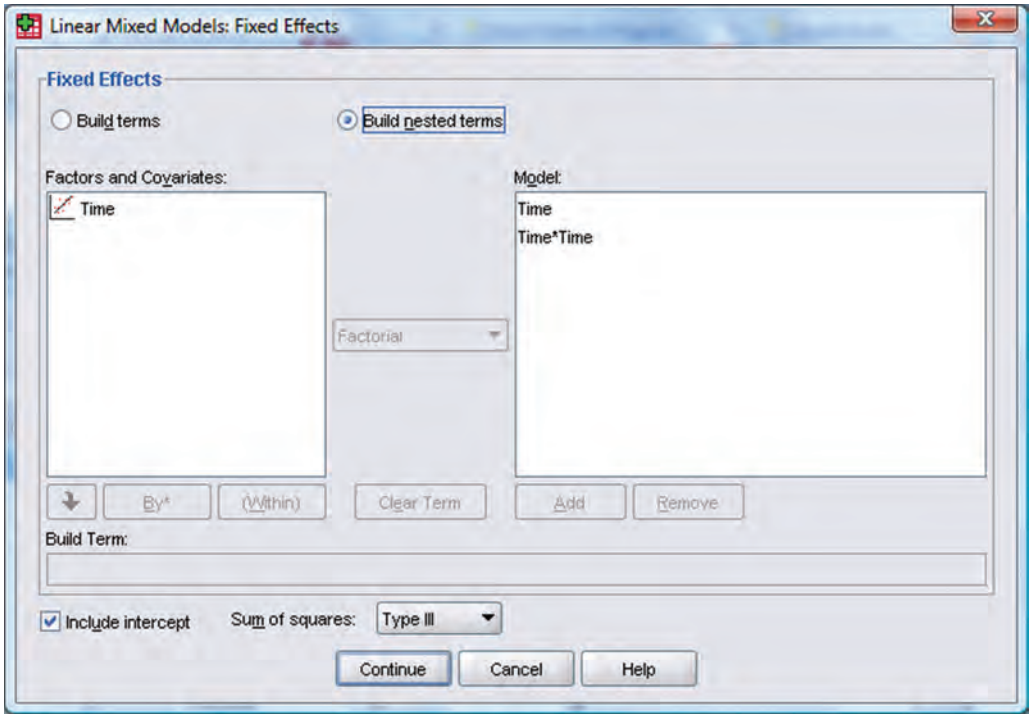 Linear Mixed Models: Fixed Effects
Fixed Effects
Build terms
Build nested terms
Factors and Covariates:
Model:
Time
Time
Time*Time
Factorial
By*
(Within)
Clear Term
Add
Remove
Build Term:
Include intercept
Sum of squares:
Type III
Continue
Cancel
Help